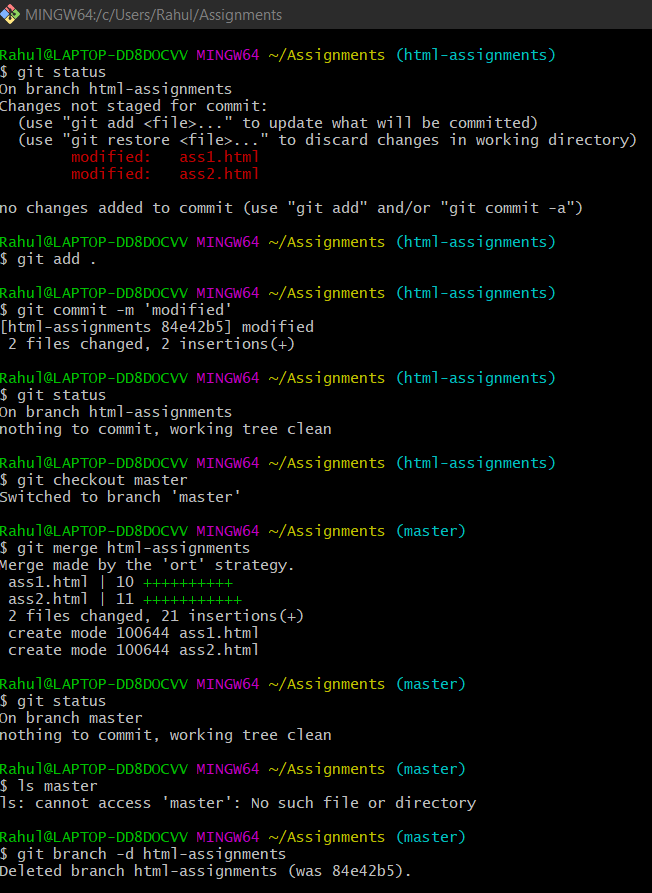 MINGW64:/c/Users/Rahul/Assignments
Rahul@LAPTOP-DD8DOCVV MINGW64 ~/Assignments (html-assignments)
$ git status
On branch html-assignments
Changes not staged for commit:
  (use "git add <file>..." to update what will be committed)
  (use "git restore <file>..." to discard changes in working directory)
        modified:   ass1.html
        modified:   ass2.html
no changes added to commit (use "git add" and/or "git commit -a")
Rahul@LAPTOP-DD8DOCVV MINGW64 ~/Assignments (html-assignments)
$ git add .
Rahul@LAPTOP-DD8DOCVV MINGW64 ~/Assignments (html-assignments)
$ git commit -m 'modified'
[html-assignments 84e42b5] modified
 2 files changed, 2 insertions(+)
Rahul@LAPTOP-DD8DOCVV MINGW64 ~/Assignments (html-assignments)
$ git status
On branch html-assignments
nothing to commit, working tree clean
Rahul@LAPTOP-DD8DOCVV MINGW64 ~/Assignments (html-assignments)
$ git checkout master
Switched to branch 'master'
Rahul@LAPTOP-DD8DOCVV MINGW64 ~/Assignments (master)
$ git merge html-assignments
Merge made by the 'ort' strategy.
 ass1.html | 10 ++++++++++
 ass2.html | 11 +++++++++++
 2 files changed, 21 insertions(+)
 create mode 100644 ass1.html
 create mode 100644 ass2.html
Rahul@LAPTOP-DD8DOCVV MINGW64 ~/Assignments (master)
$ git status
On branch master
nothing to commit, working tree clean
Rahul@LAPTOP-DD8DOCVV MINGW64 ~/Assignments (master)
$ ls master
ls: cannot access 'master': No such file or directory
Rahul@LAPTOP-DD8DOCVV MINGW64 ~/Assignments (master)
$ git branch -d html-assignments
Deleted branch html-assignments (was 84e42b5).